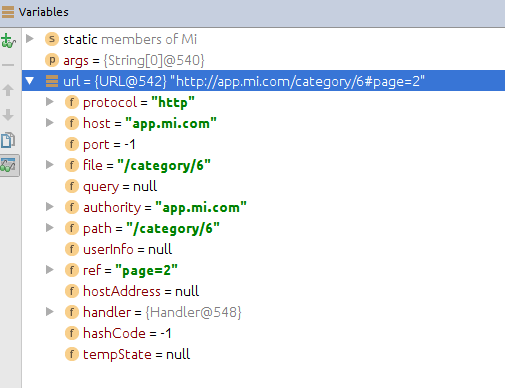 Variables
s static members of Mi
p args = {String[0]@540}
url = {URL@542} "http://app.mi.com/category/6#page=2"
f protocol = "http"
f host = "app.mi.com"
f port = -1
f file = "/category/6"
f query = null
f authority = "app.mi.com"
f path = "/category/6"
f userInfo = null
f ref = "page=2"
f hostAddress = null
f handler = {Handler@548}
f hashCode = -1
f tempState = null